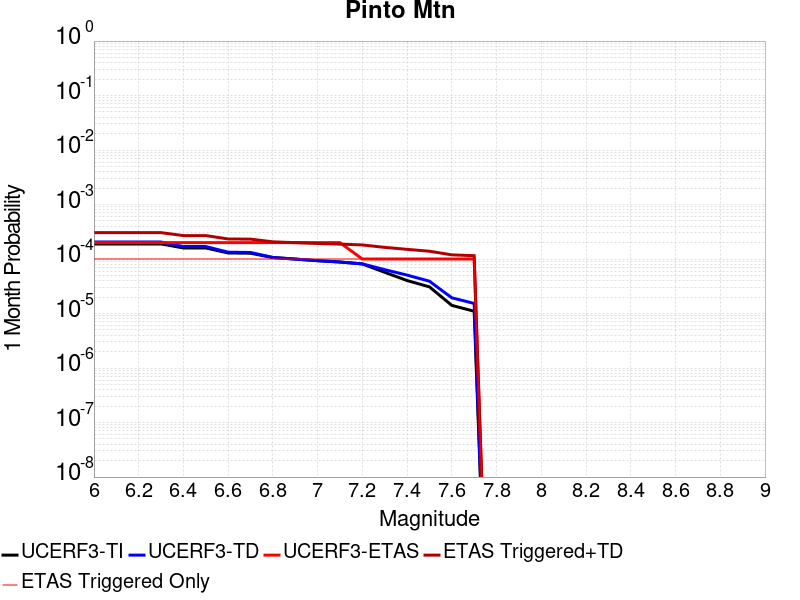 Pinto Mtn
1 Month Probability
10^0
10^-1
10^-2
10^-3
10^-4
10^-5
10^-6
10^-7
10^-8
6 6.2 6.4 6.6 6.8 7 7.2 7.4 7.6 7.8 8 8.2 8.4 8.6 8.8 9
Magnitude
UCERF3-TI UCERF3-TD UCERF3-ETAS ETAS Triggered+TD
ETAS Triggered Only